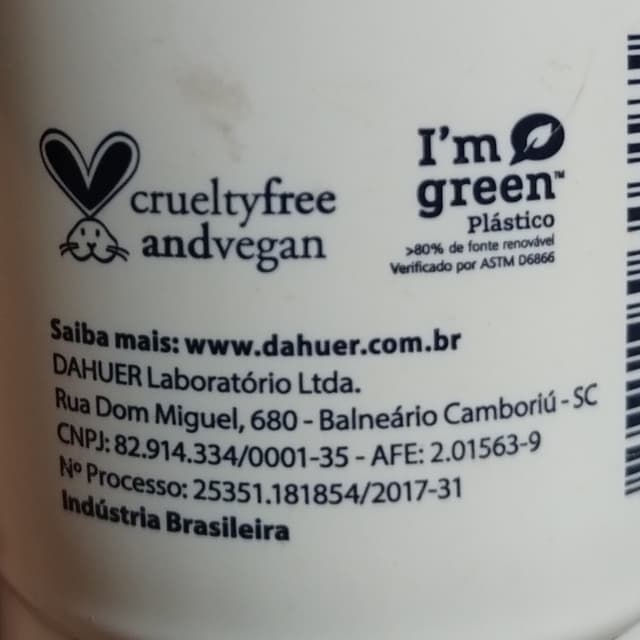 crueltyfree
andvegan
I'm
green™
Plástico
>80% de fonte renovável
Verificado por ASTM D6866
Saiba mais: www.dahuer.com.br
DAHUER Laboratório Ltda.
Rua Dom Miguel, 680 - Balneário Camboriú - SC
CNPJ: 82.914.334/0001-35 - AFE: 2.01563-9
Nº Processo: 25351.181854/2017-31
Indústria Brasileira